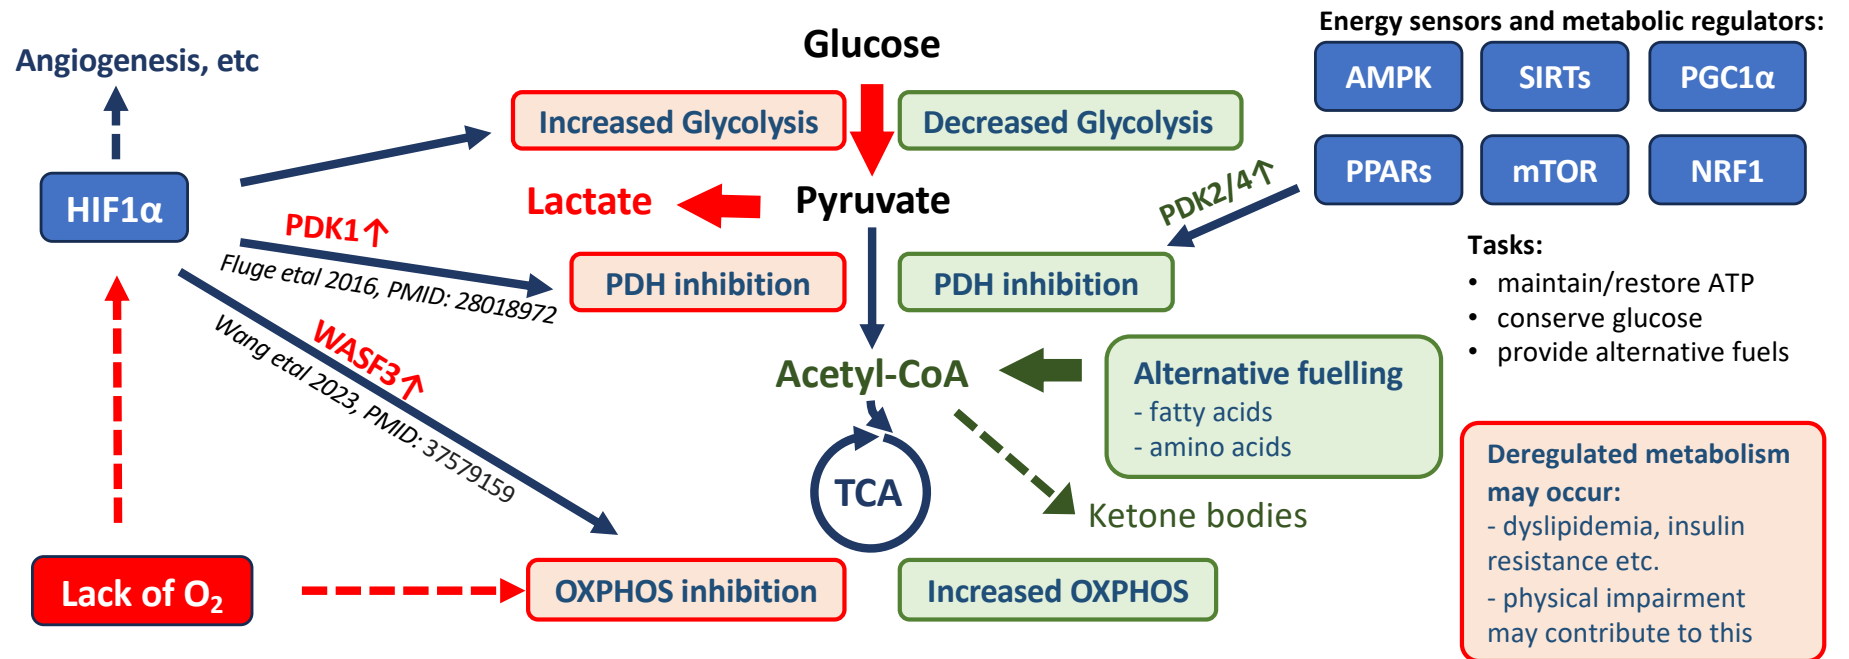 Energy sensors and metabolic regulators:
Glucose
Angiogenesis, etc
AMPK
SIRTs
PGC1α
Increased Glycolysis
Decreased Glycolysis
PPARs
mTOR
NRF1
HIF1α
Lactate
Pyruvate
PDK2/4↑
PDK1↑
Fluge etal 2016, PMID: 28018972
PDH inhibition
PDH inhibition
Tasks:
• maintain/restore ATP
• conserve glucose
• provide alternative fuels
WASF3↑
Wang etal 2023, PMID: 37579159
Acetyl-CoA
Alternative fuelling
- fatty acids
- amino acids
TCA
Ketone bodies
Deregulated metabolism
may occur:
- dyslipidemia, insulin
resistance etc.
- physical impairment
may contribute to this
Lack of O₂
OXPHOS inhibition
Increased OXPHOS